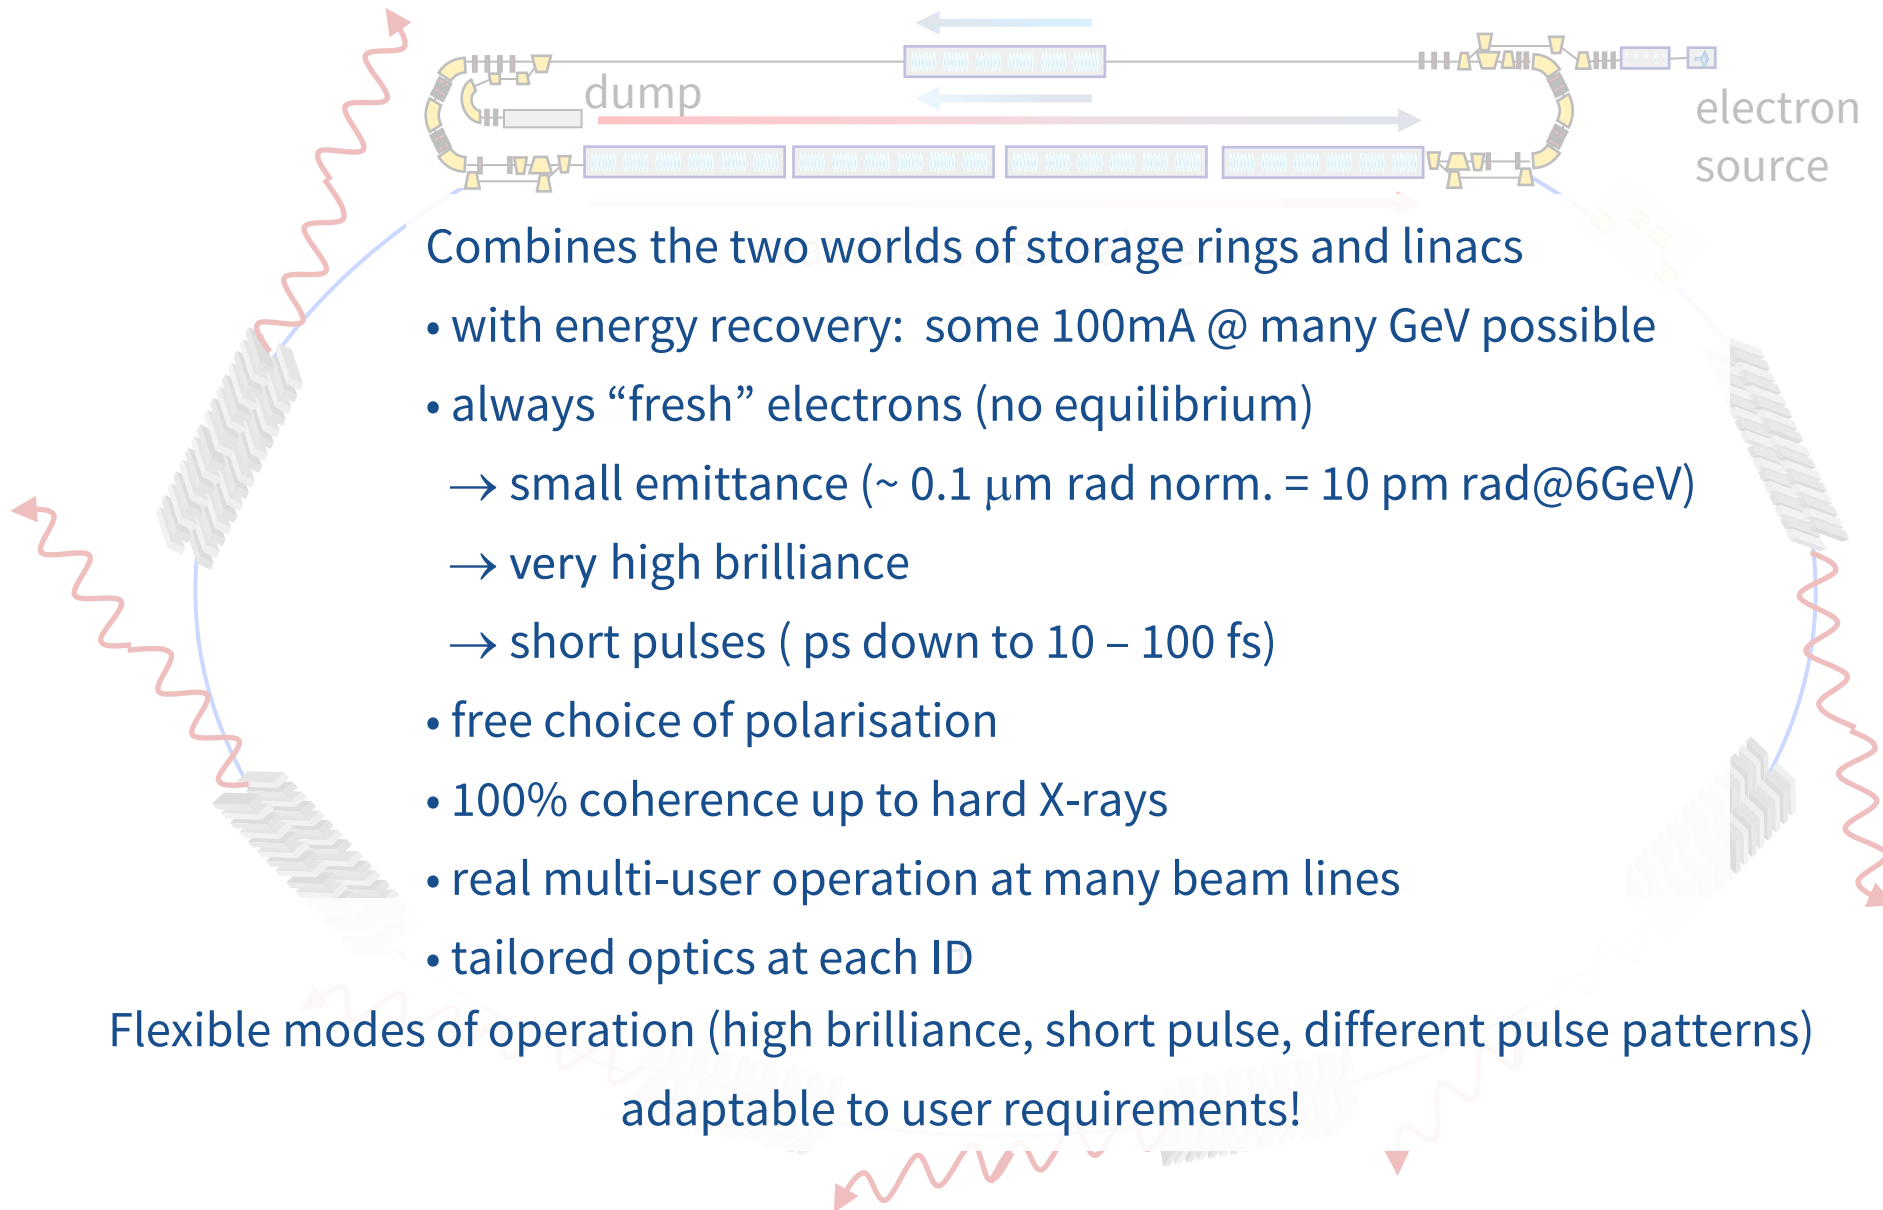 dump
electron
source
Combines the two worlds of storage rings and linacs
• with energy recovery: some 100mA @ many GeV possible
• always “fresh” electrons (no equilibrium)
→ small emittance (~ 0.1 μm rad norm. = 10 pm rad@6GeV)
→ very high brilliance
→ short pulses ( ps down to 10 – 100 fs)
• free choice of polarisation
• 100% coherence up to hard X-rays
• real multi-user operation at many beam lines
• tailored optics at each ID
Flexible modes of operation (high brilliance, short pulse, different pulse patterns)
adaptable to user requirements!